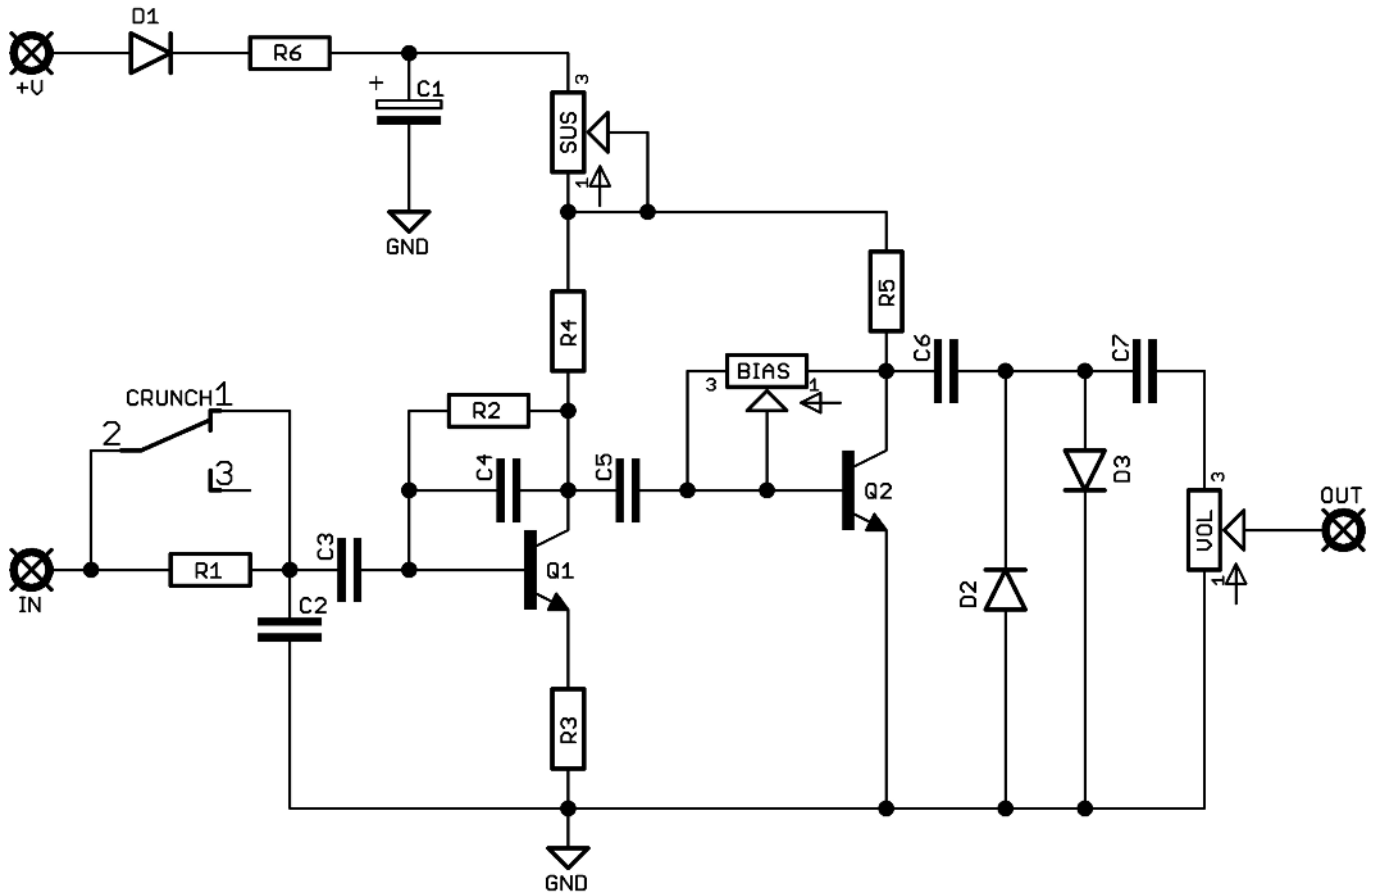 D1
R6
+V
+
C1
3
SUS
1
GND
R4
R5
C6
C7
BIAS
3
1
CRUNCH
1
2
3
R2
C4
C5
Q2
D3
3
VOL
1
OUT
IN
R1
C3
C2
Q1
D2
R3
GND